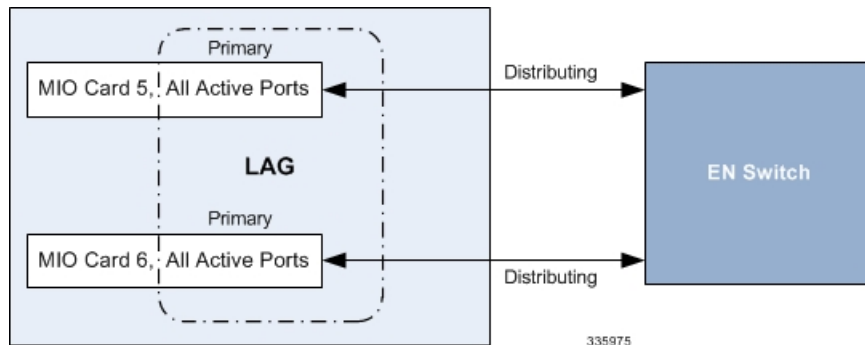 Primary
MIO Card 5, All Active Ports
Distributing
LAG
EN Switch
Primary
MIO Card 6, All Active Ports
Distributing
335975